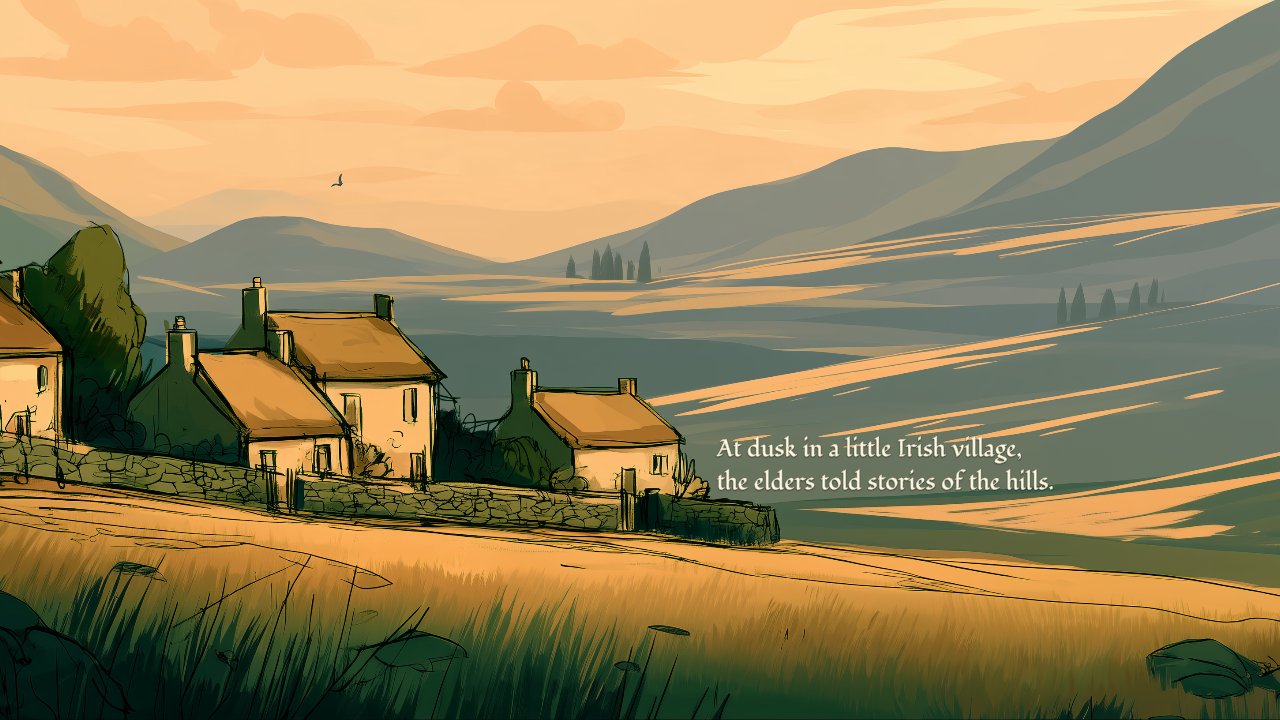 At dusk in a little Irish village,
the elders told stories of the hills.